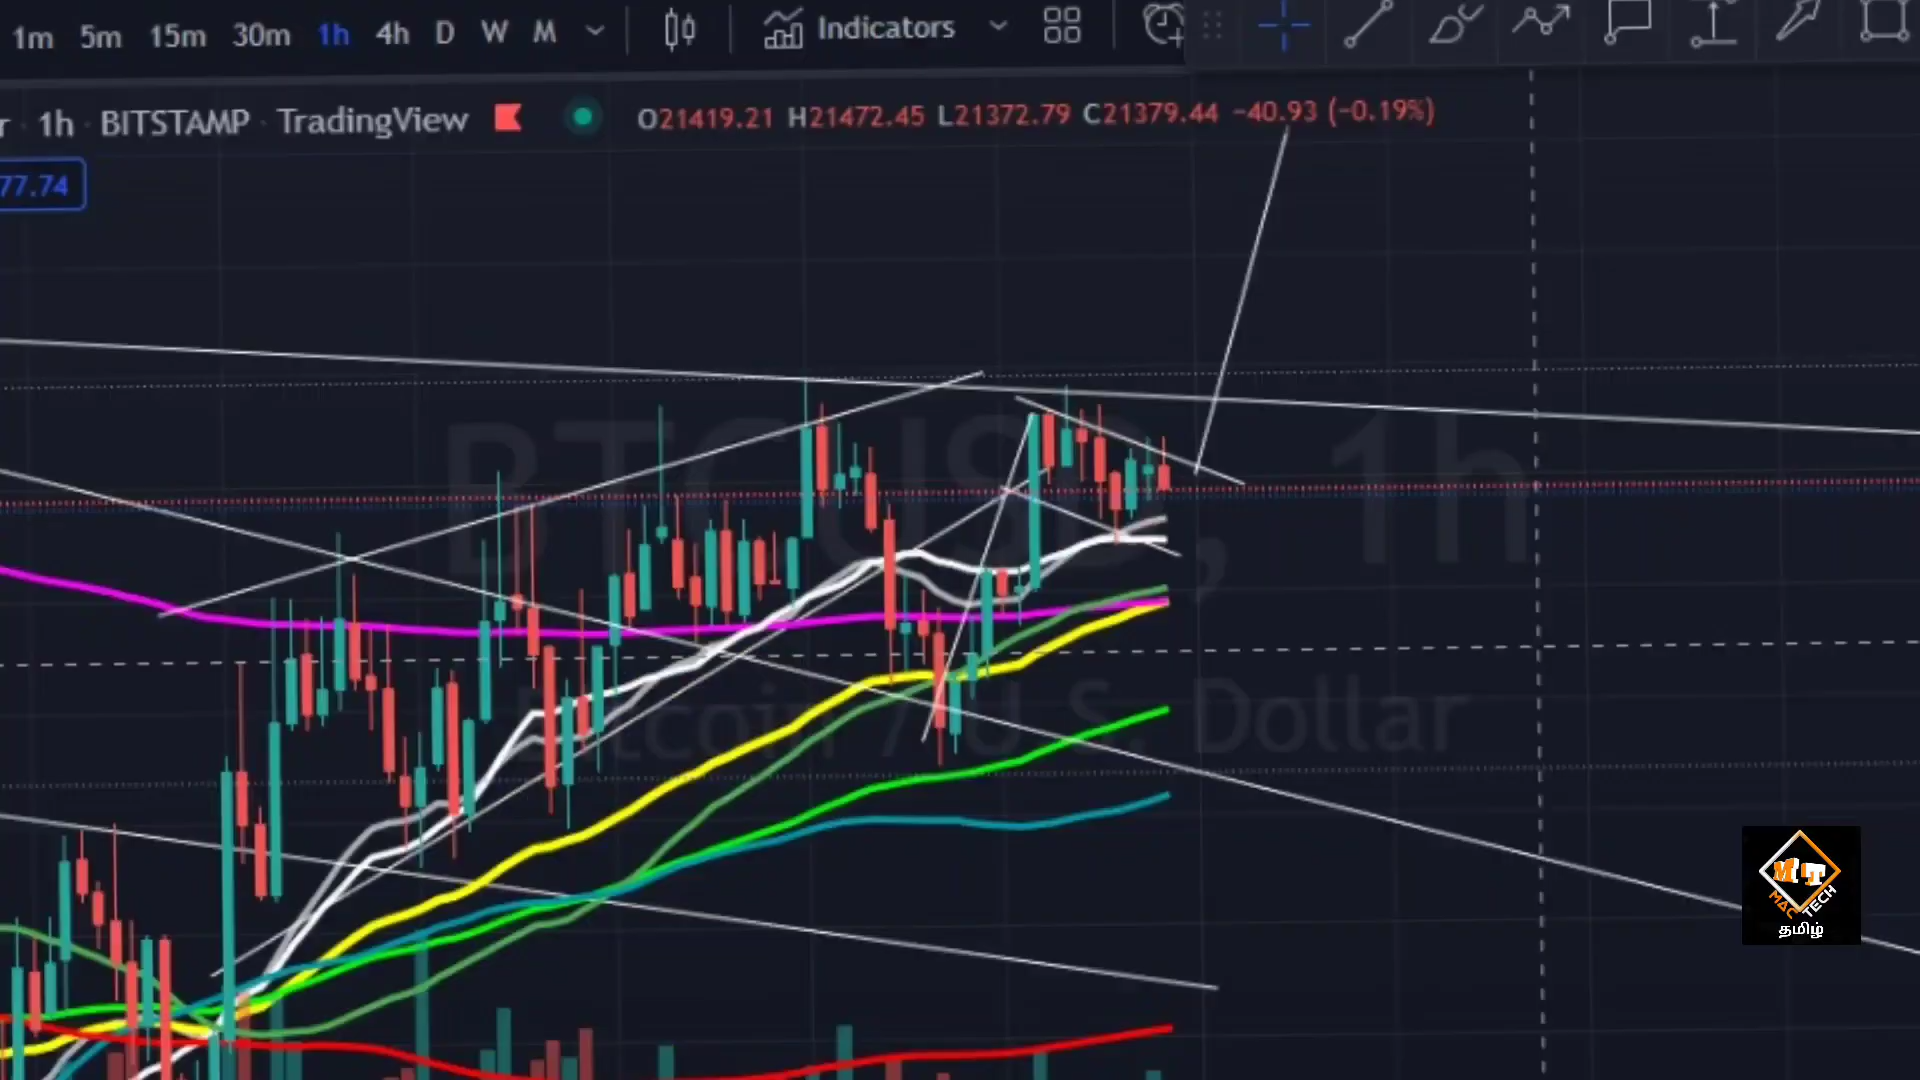 1m 5m 15m 30m 1h 4h D W M Indicators
r · 1h · BITSTAMP · TradingView O21419.21 H21472.45 L21372.79 C21379.44 −40.93 (−0.19%)
77.74
BTCUSD, 1h
Bitcoin / U.S. Dollar
MT
MAC TECH
தமிழ்